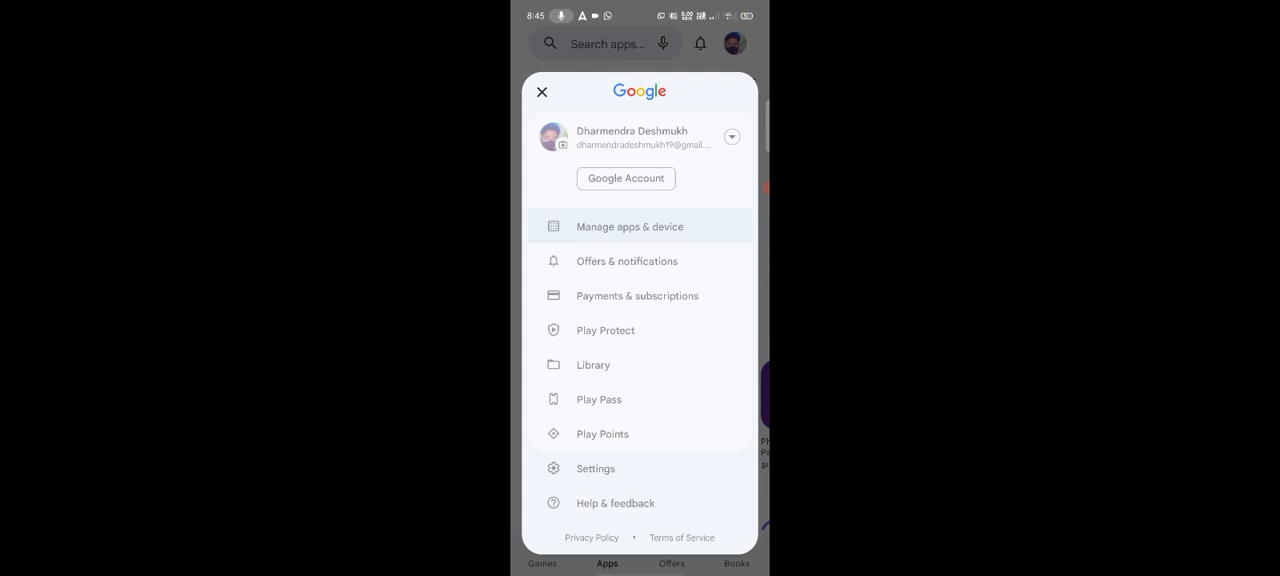 8:45
Search apps...
Google
Dharmendra Deshmukh
dharmendradeshmukh19@gmail....
Google Account
Manage apps & device
Offers & notifications
Payments & subscriptions
Play Protect
Library
Play Pass
Play Points
Settings
Help & feedback
Privacy Policy • Terms of Service
Games Apps Offers Books